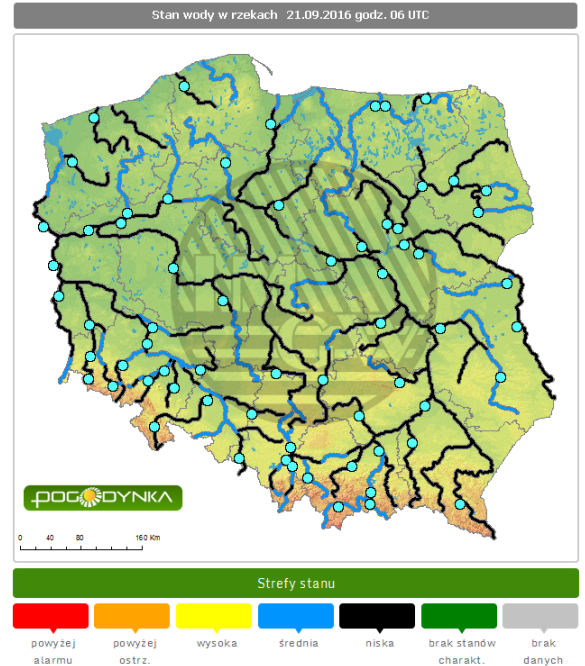 Stan wody w rzekach 21.09.2016 godz. 06 UTC
IMGW
POGODYNKA
0 40 80 160 Km
Strefy stanu
powyżej alarmu
powyżej ostrz.
wysoka
średnia
niska
brak stanów charakt.
brak danych